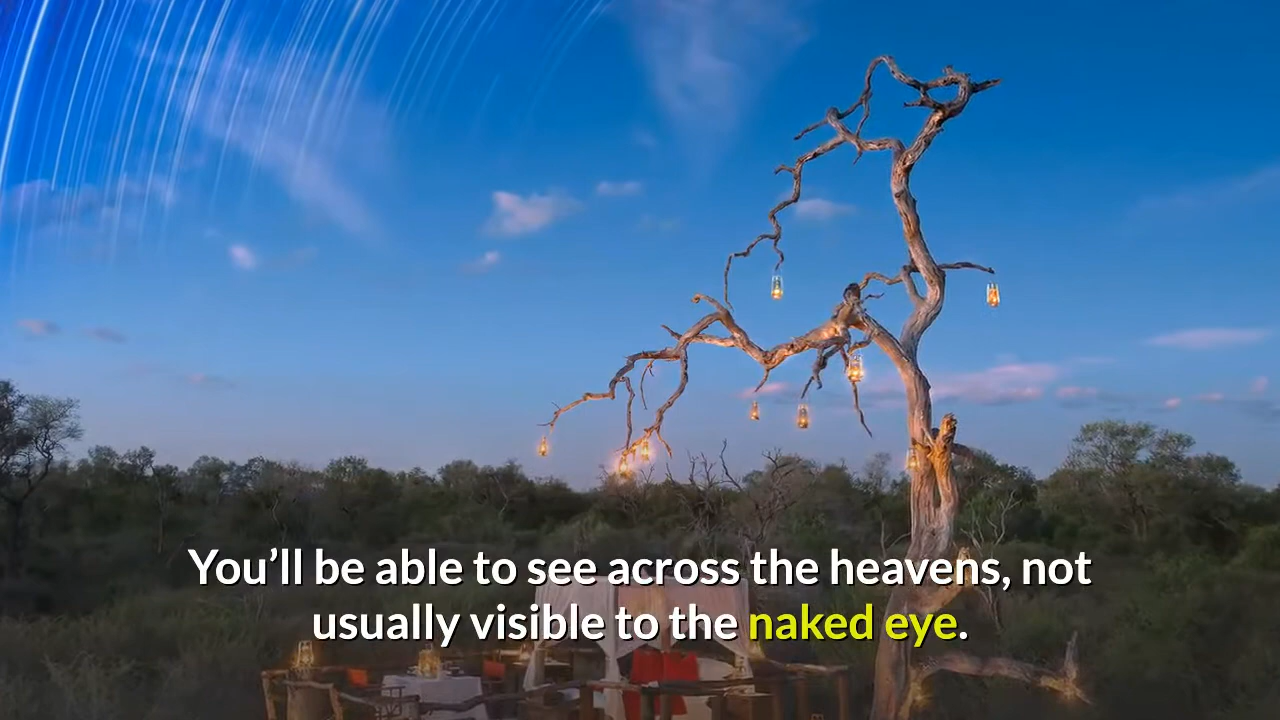 You’ll be able to see across the heavens, not
usually visible to the naked eye.